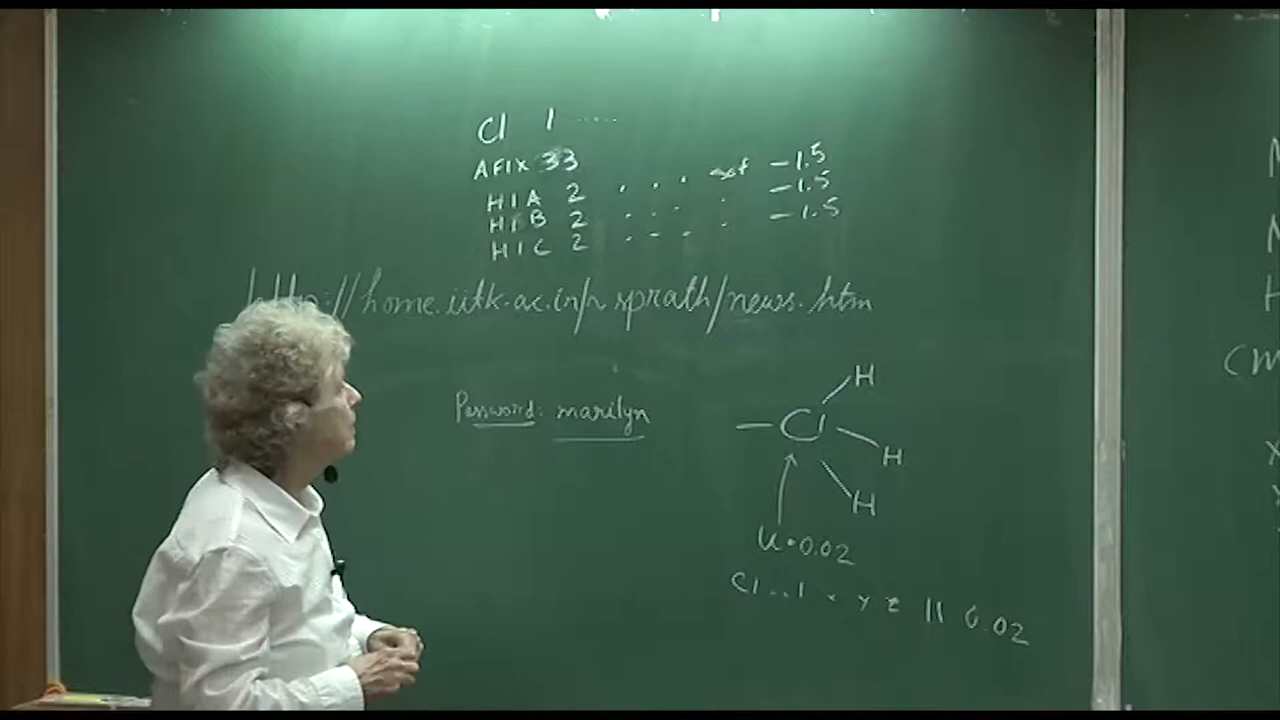 C1 1 .....
AFIX 33
H1A 2 . . . sof -1.5
H1B 2 . . . . -1.5
H1C 2 . . . . -1.5
http://home.iitk.ac.in/
sprath/news.htm
Password: marilyn
H
C1
H
H
U • 0.02
C1 ... 1 x y z 11 0.02